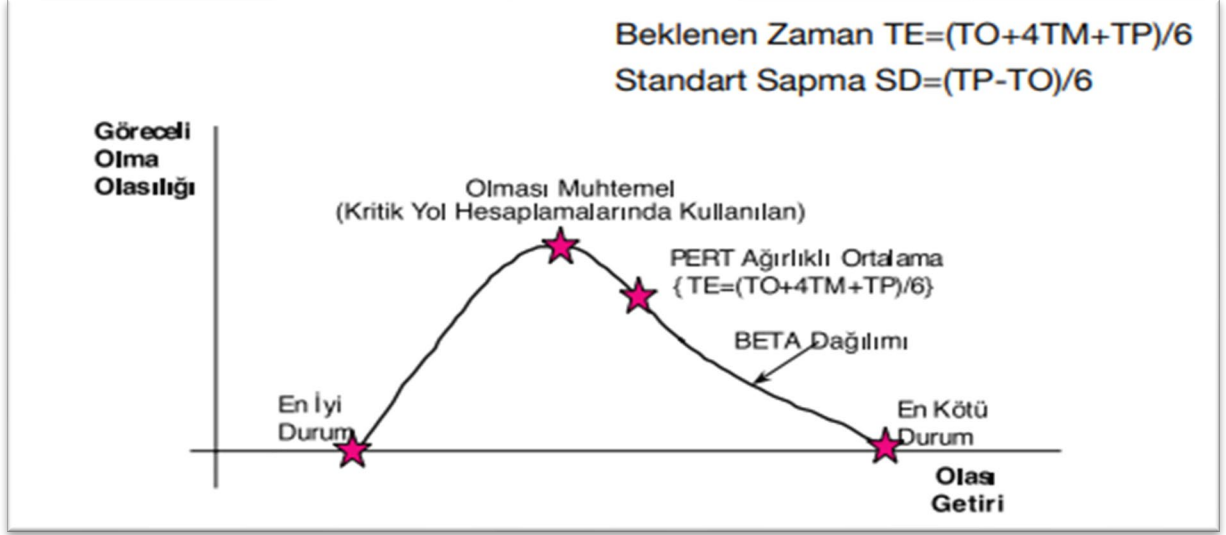 Beklenen Zaman TE=(TO+4TM+TP)/6
Standart Sapma SD=(TP-TO)/6
Göreceli
Olma
Olasılığı
Olması Muhtemel
(Kritik Yol Hesaplamalarında Kullanılan)
PERT Ağırlıklı Ortalama
{TE=(TO+4TM+TP)/6}
BETA Dağılımı
En İyi
Durum
En Kötü
Durum
Olası
Getiri